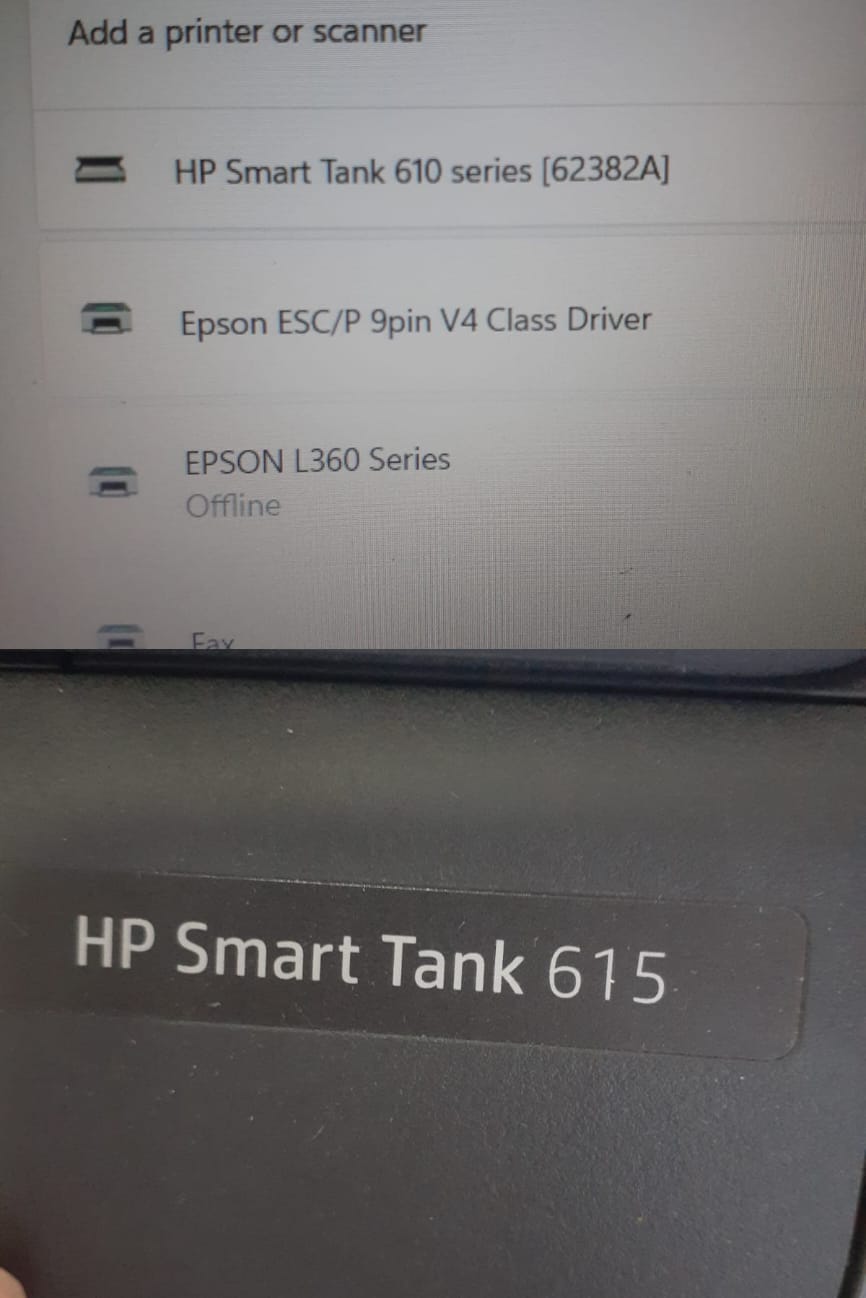 Add a printer or scanner
HP Smart Tank 610 series [62382A]
Epson ESC/P 9pin V4 Class Driver
EPSON L360 Series
Offline
Fax
HP Smart Tank 615